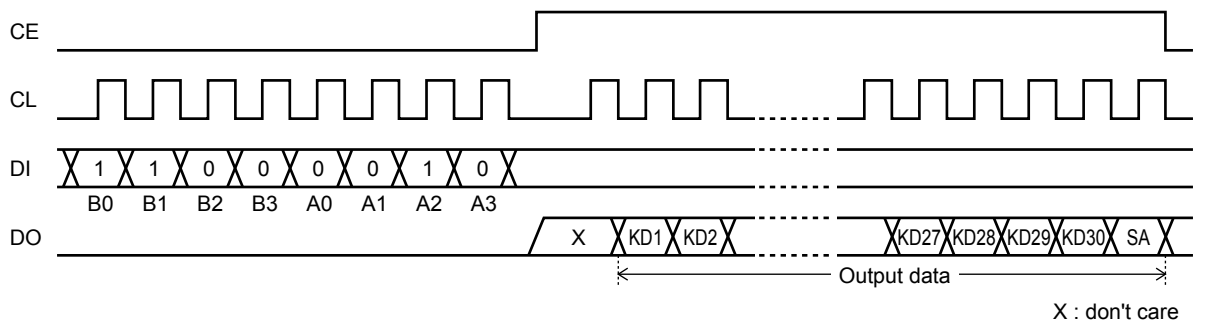 CE
CL
DI 1 1 0 0 0 0 1 0
B0 B1 B2 B3 A0 A1 A2 A3
DO X KD1 KD2 KD27 KD28 KD29 KD30 SA
Output data
X : don't care